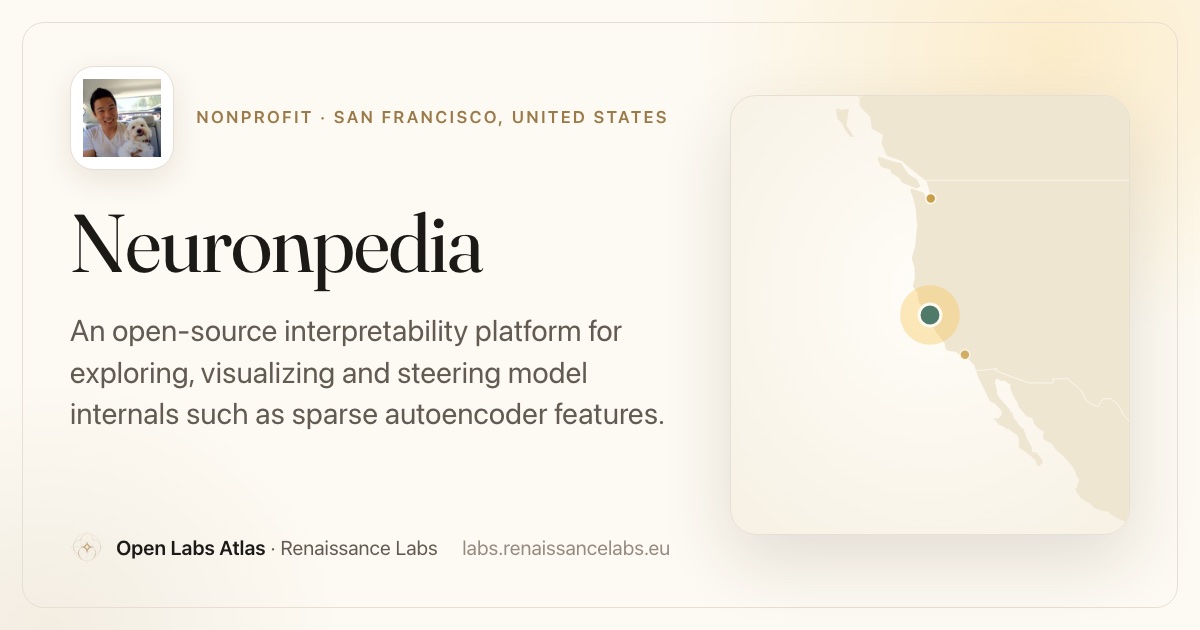 NONPROFIT · SAN FRANCISCO, UNITED STATES
Neuronpedia
An open-source interpretability platform for
exploring, visualizing and steering model
internals such as sparse autoencoder features.
Open Labs Atlas · Renaissance Labs labs.renaissancelabs.eu